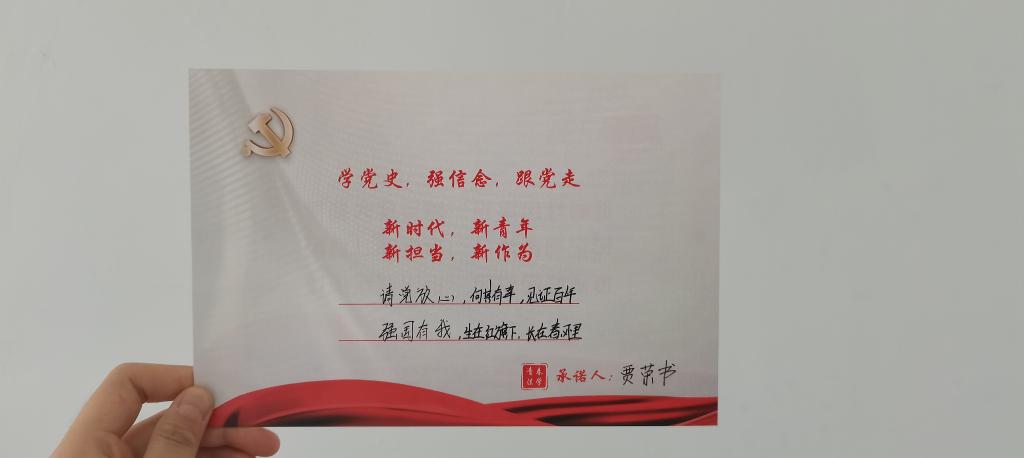 学党史，强信念，跟党走
新时代，新青年
新担当，新作为
请党放心，何其有幸，见证百年
强国有我，生在红旗下，长在春风里
承诺人：贾荣书